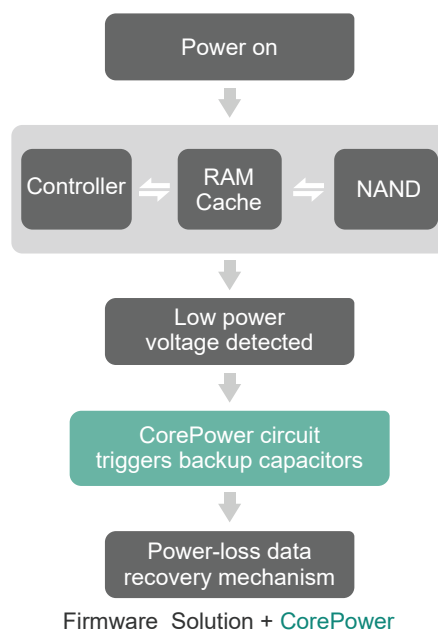 Power on
Controller
RAM
Cache
NAND
Low power
voltage detected
CorePower circuit
triggers backup capacitors
Power-loss data
recovery mechanism
Firmware Solution + CorePower